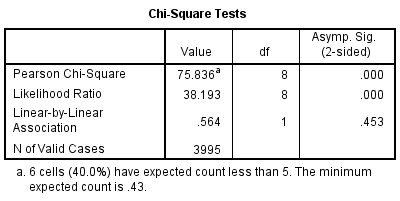 Chi-Square Tests
Value df Asymp. Sig. (2-sided)
Pearson Chi-Square 75.836a 8 .000
Likelihood Ratio 38.193 8 .000
Linear-by-Linear Association .564 1 .453
N of Valid Cases 3995
a. 6 cells (40.0%) have expected count less than 5. The minimum
expected count is .43.